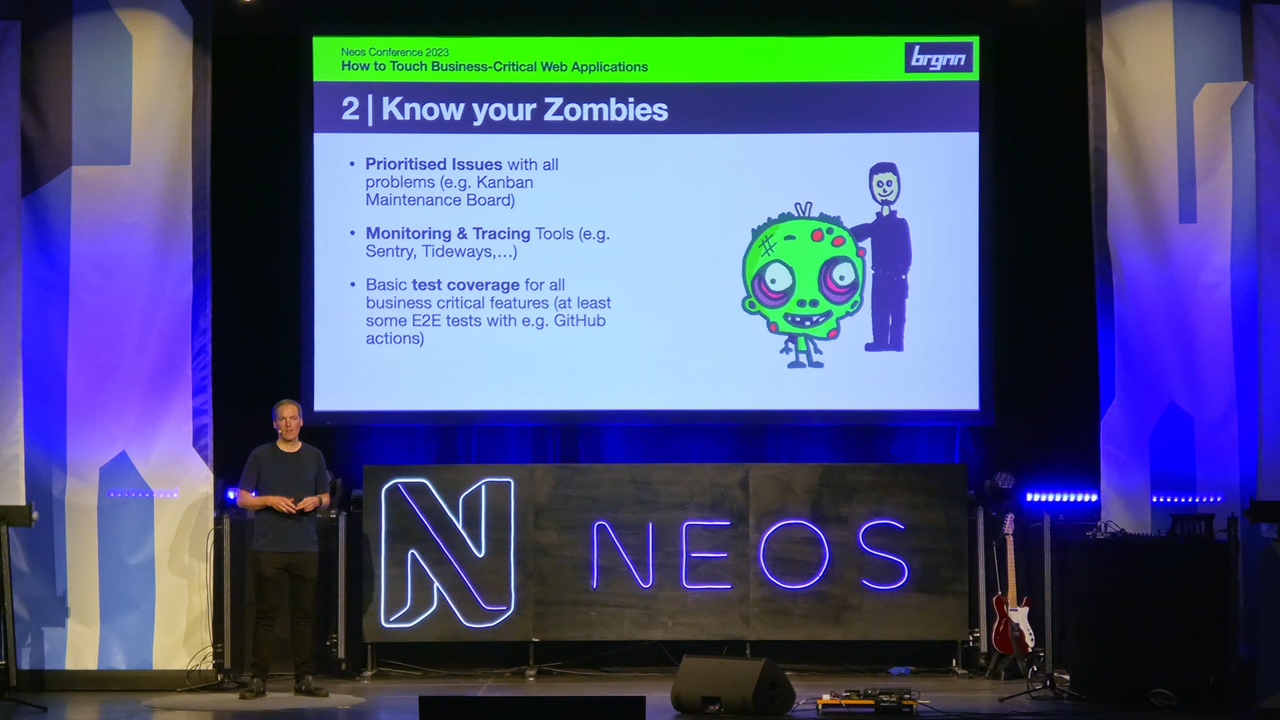 Neos Conference 2023
How to Touch Business-Critical Web Applications
brgnn
2 | Know your Zombies
• Prioritised Issues with all
problems (e.g. Kanban
Maintenance Board)
• Monitoring & Tracing Tools (e.g.
Sentry, Tideways,...)
• Basic test coverage for all
business critical features (at least
some E2E tests with e.g. GitHub
actions)
N NEOS